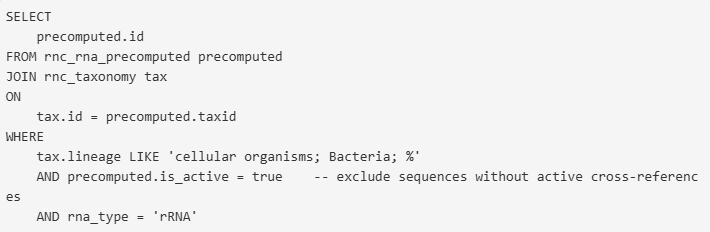 SELECT
    precomputed.id
FROM rnc_rna_precomputed precomputed
JOIN rnc_taxonomy tax
ON
    tax.id = precomputed.taxid
WHERE
    tax.lineage LIKE 'cellular organisms; Bacteria; %'
    AND precomputed.is_active = true    -- exclude sequences without active cross-referenc
es
    AND rna_type = 'rRNA'